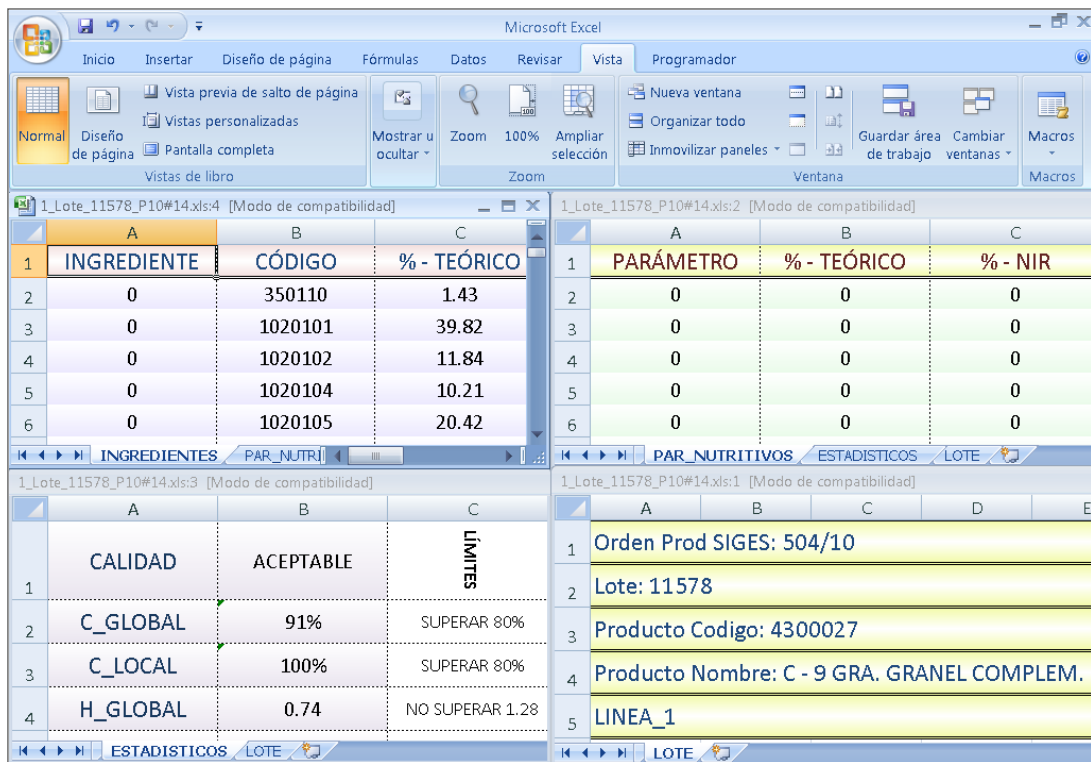 Microsoft Excel
Inicio Insertar Diseño de página Fórmulas Datos Revisar Vista Programador
Normal
Diseño de página
Vista previa de salto de página
Vistas personalizadas
Pantalla completa
Vistas de libro
Mostrar u ocultar
Zoom
100%
Ampliar selección
Zoom
Nueva ventana
Organizar todo
Inmovilizar paneles
Guardar área de trabajo
Cambiar ventanas
Ventana
Macros
Macros
1_Lote_11578_P10#14.xls:4 [Modo de compatibilidad]
A B C
1 INGREDIENTE CÓDIGO % - TEÓRICO
2 0 350110 1.43
3 0 1020101 39.82
4 0 1020102 11.84
5 0 1020104 10.21
6 0 1020105 20.42
INGREDIENTES PAR_NUTRI
1_Lote_11578_P10#14.xls:2 [Modo de compatibilidad]
A B C
1 PARÁMETRO % - TEÓRICO % - NIR
2 0 0 0
3 0 0 0
4 0 0 0
5 0 0 0
6 0 0 0
PAR_NUTRITIVOS ESTADISTICOS LOTE
1_Lote_11578_P10#14.xls:3 [Modo de compatibilidad]
A B C
1 CALIDAD ACEPTABLE LÍMITES
2 C_GLOBAL 91% SUPERAR 80%
3 C_LOCAL 100% SUPERAR 80%
4 H_GLOBAL 0.74 NO SUPERAR 1.28
ESTADISTICOS LOTE
1_Lote_11578_P10#14.xls:1 [Modo de compatibilidad]
A B C D E
1 Orden Prod SIGES: 504/10
2 Lote: 11578
3 Producto Codigo: 4300027
4 Producto Nombre: C - 9 GRA. GRANEL COMPLEM.
5 LINEA_1
LOTE